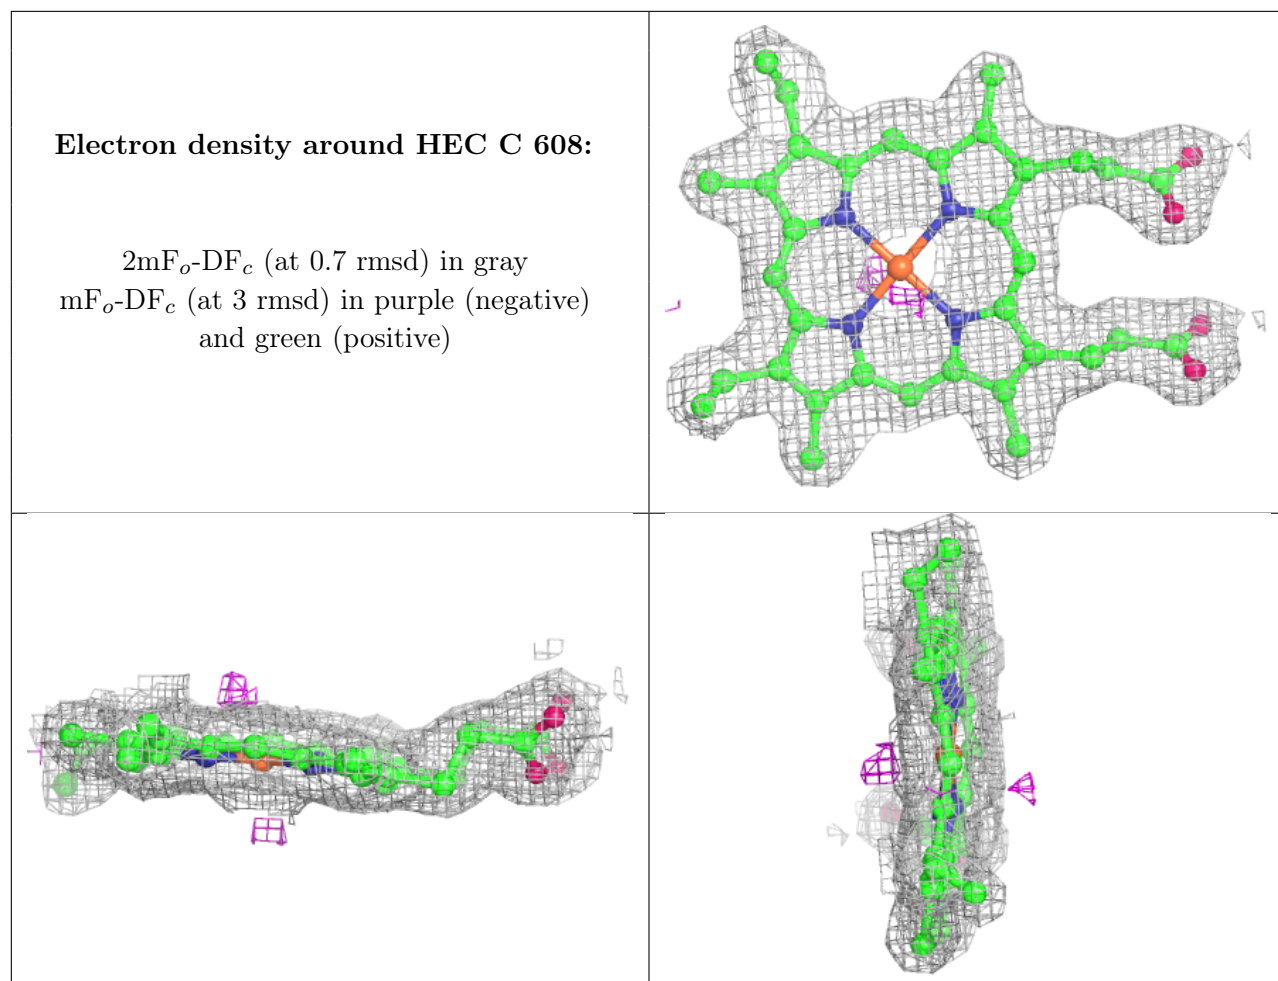 Electron density around HEC C 608:
2mFo-DFc (at 0.7 rmsd) in gray
mFo-DFc (at 3 rmsd) in purple (negative)
and green (positive)